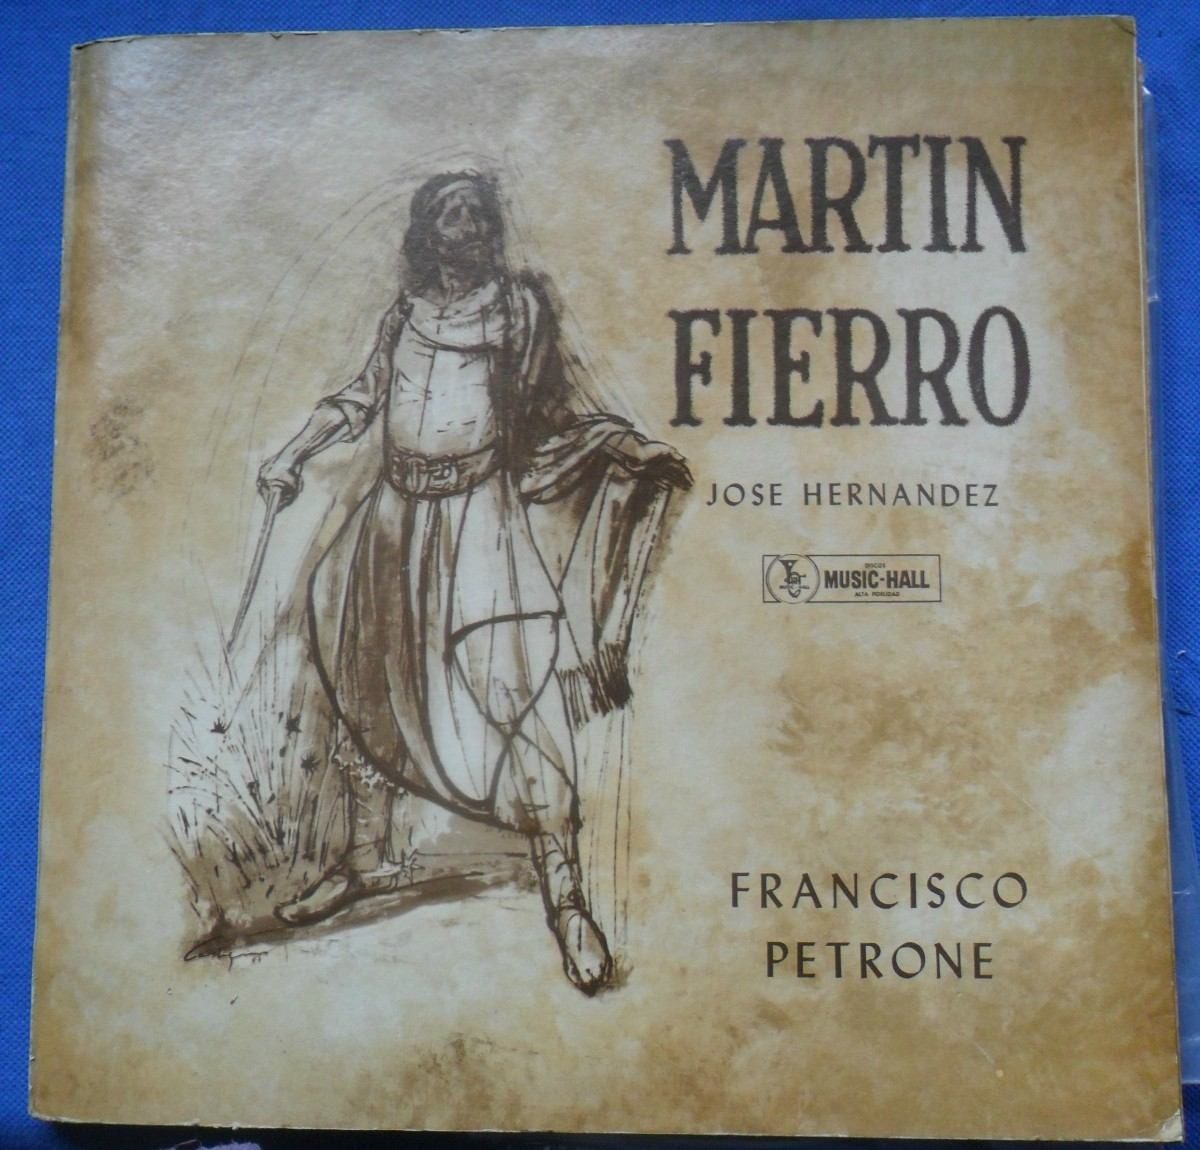 MARTIN
FIERRO
JOSE HERNANDEZ
DISCOS
MUSIC-HALL
ALTA FIDELIDAD
FRANCISCO
PETRONE